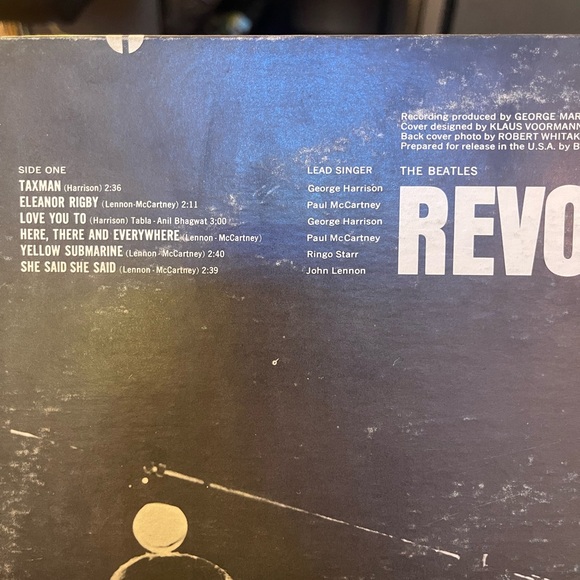 Recording produced by GEORGE MAR
Cover designed by KLAUS VOORMANN
Back cover photo by ROBERT WHITAK
Prepared for release in the U.S.A. by B
SIDE ONE LEAD SINGER THE BEATLES
TAXMAN (Harrison) 2:36 George Harrison
ELEANOR RIGBY (Lennon-McCartney) 2:11 Paul McCartney
LOVE YOU TO (Harrison) Tabla - Anil Bhagwat 3;00 George Harrison
HERE, THERE AND EVERYWHERE (Lennon - McCartney) Paul McCartney
YELLOW SUBMARINE (Lennon - McCartney) 2:40 Ringo Starr
SHE SAID SHE SAID (Lennon - McCartney) 2:39 John Lennon
REVO